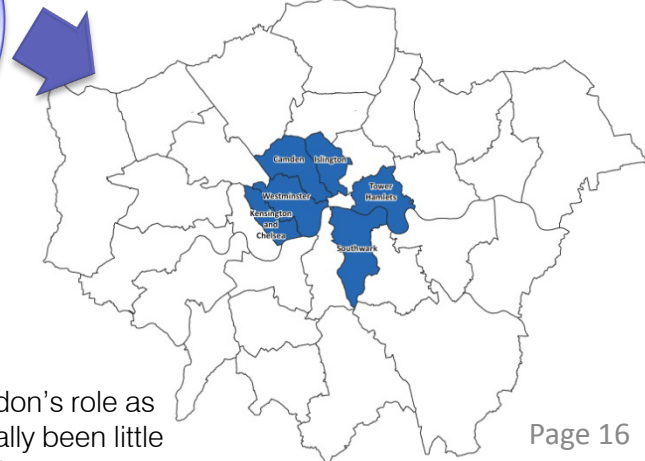 Camden
Islington
Westminster
Tower
Hamlets
Kensington
and
Chelsea
Southwark
don's role as
ally been little
Page 16